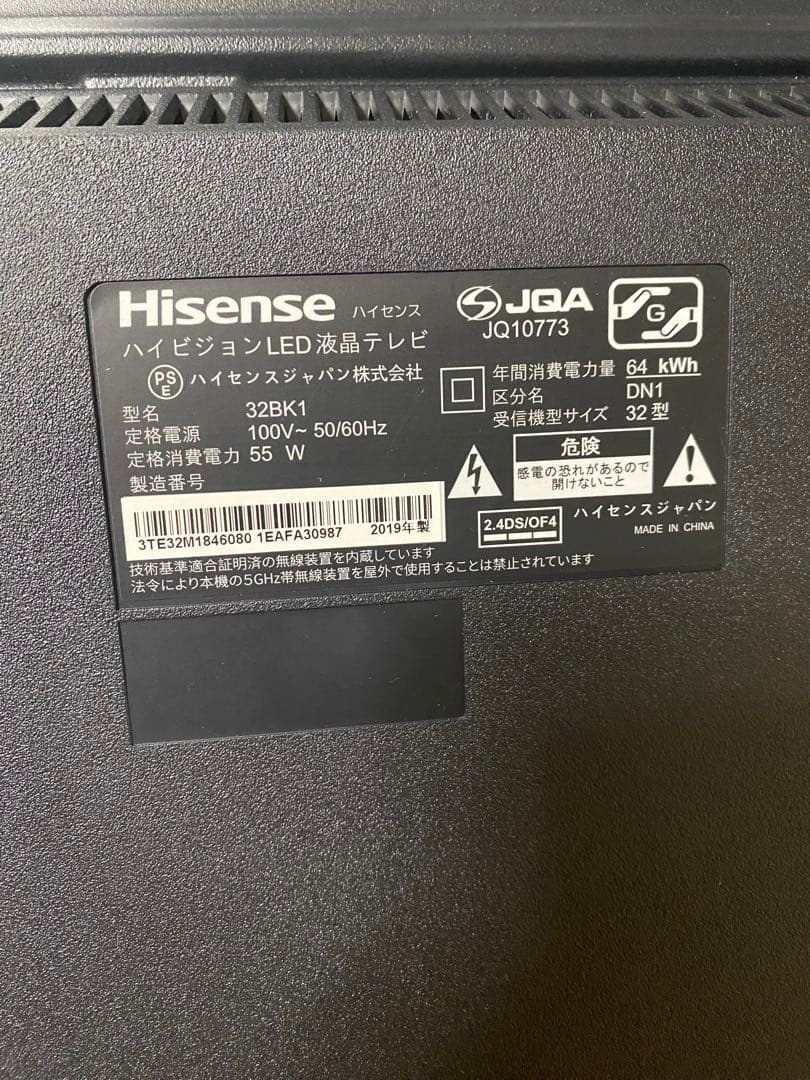 Hisense ハイセンス
ハイビジョンLED液晶テレビ
PSE ハイセンスジャパン株式会社
型名 32BK1
定格電源 100V~ 50/60Hz
定格消費電力 55 W
製造番号
3TE32M1846080 1EAFA30987 2019年製
技術基準適合証明済の無線装置を内蔵しています
法令により本機の5GHz帯無線装置を屋外で使用することは禁止されています
JQA
JQ10773
G
年間消費電力量 64 kWh
区分名 DN1
受信機型サイズ 32型
危険
感電の恐れがあるので
開けないこと
2.4DS/OF4
ハイセンスジャパン
MADE IN CHINA